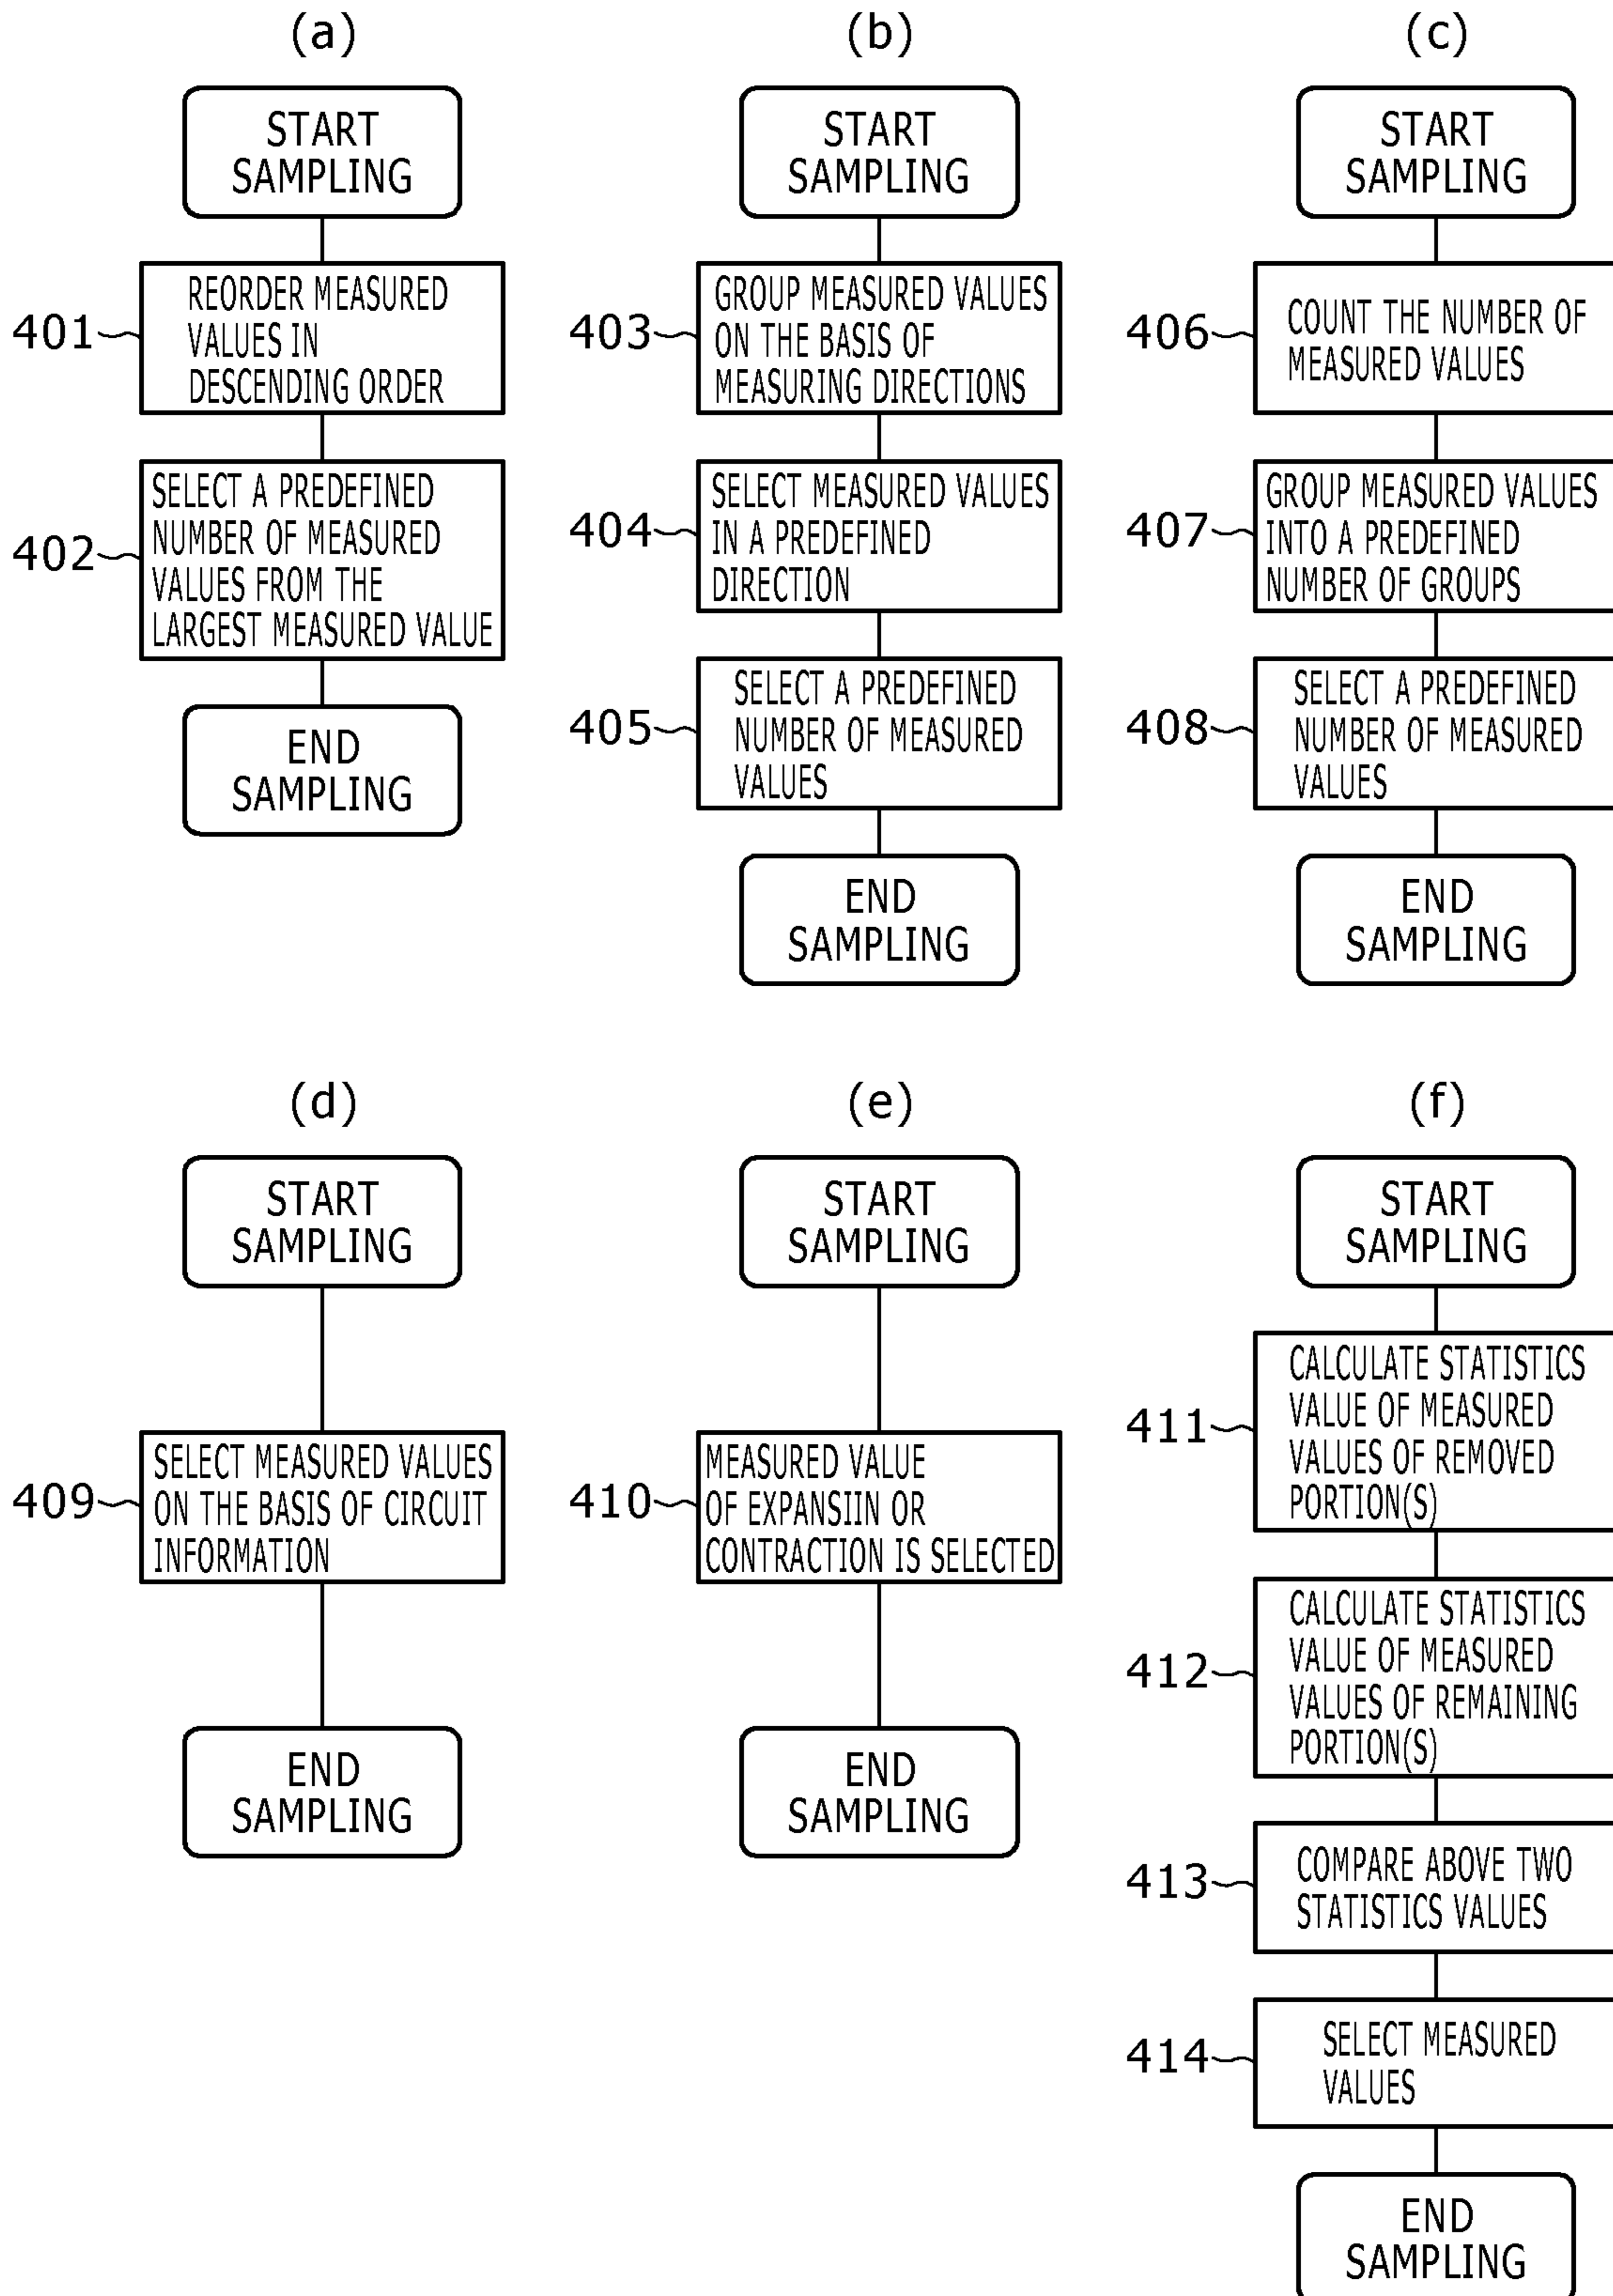 (a)
START
SAMPLING
401
REORDER MEASURED
VALUES IN
DESCENDING ORDER
402
SELECT A PREDEFINED
NUMBER OF MEASURED
VALUES FROM THE
LARGEST MEASURED VALUE
END
SAMPLING
(b)
START
SAMPLING
403
GROUP MEASURED VALUES
ON THE BASIS OF
MEASURING DIRECTIONS
404
SELECT MEASURED VALUES
IN A PREDEFINED
DIRECTION
405
SELECT A PREDEFINED
NUMBER OF MEASURED
VALUES
END
SAMPLING
(c)
START
SAMPLING
406
COUNT THE NUMBER OF
MEASURED VALUES
407
GROUP MEASURED VALUES
INTO A PREDEFINED
NUMBER OF GROUPS
408
SELECT A PREDEFINED
NUMBER OF MEASURED
VALUES
END
SAMPLING
(d)
START
SAMPLING
409
SELECT MEASURED VALUES
ON THE BASIS OF CIRCUIT
INFORMATION
END
SAMPLING
(e)
START
SAMPLING
410
MEASURED VALUE
OF EXPANSIIN OR
CONTRACTION IS SELECTED
END
SAMPLING
(f)
START
SAMPLING
411
CALCULATE STATISTICS
VALUE OF MEASURED
VALUES OF REMOVED
PORTION(S)
412
CALCULATE STATISTICS
VALUE OF MEASURED
VALUES OF REMAINING
PORTION(S)
413
COMPARE ABOVE TWO
STATISTICS VALUES
414
SELECT MEASURED
VALUES
END
SAMPLING